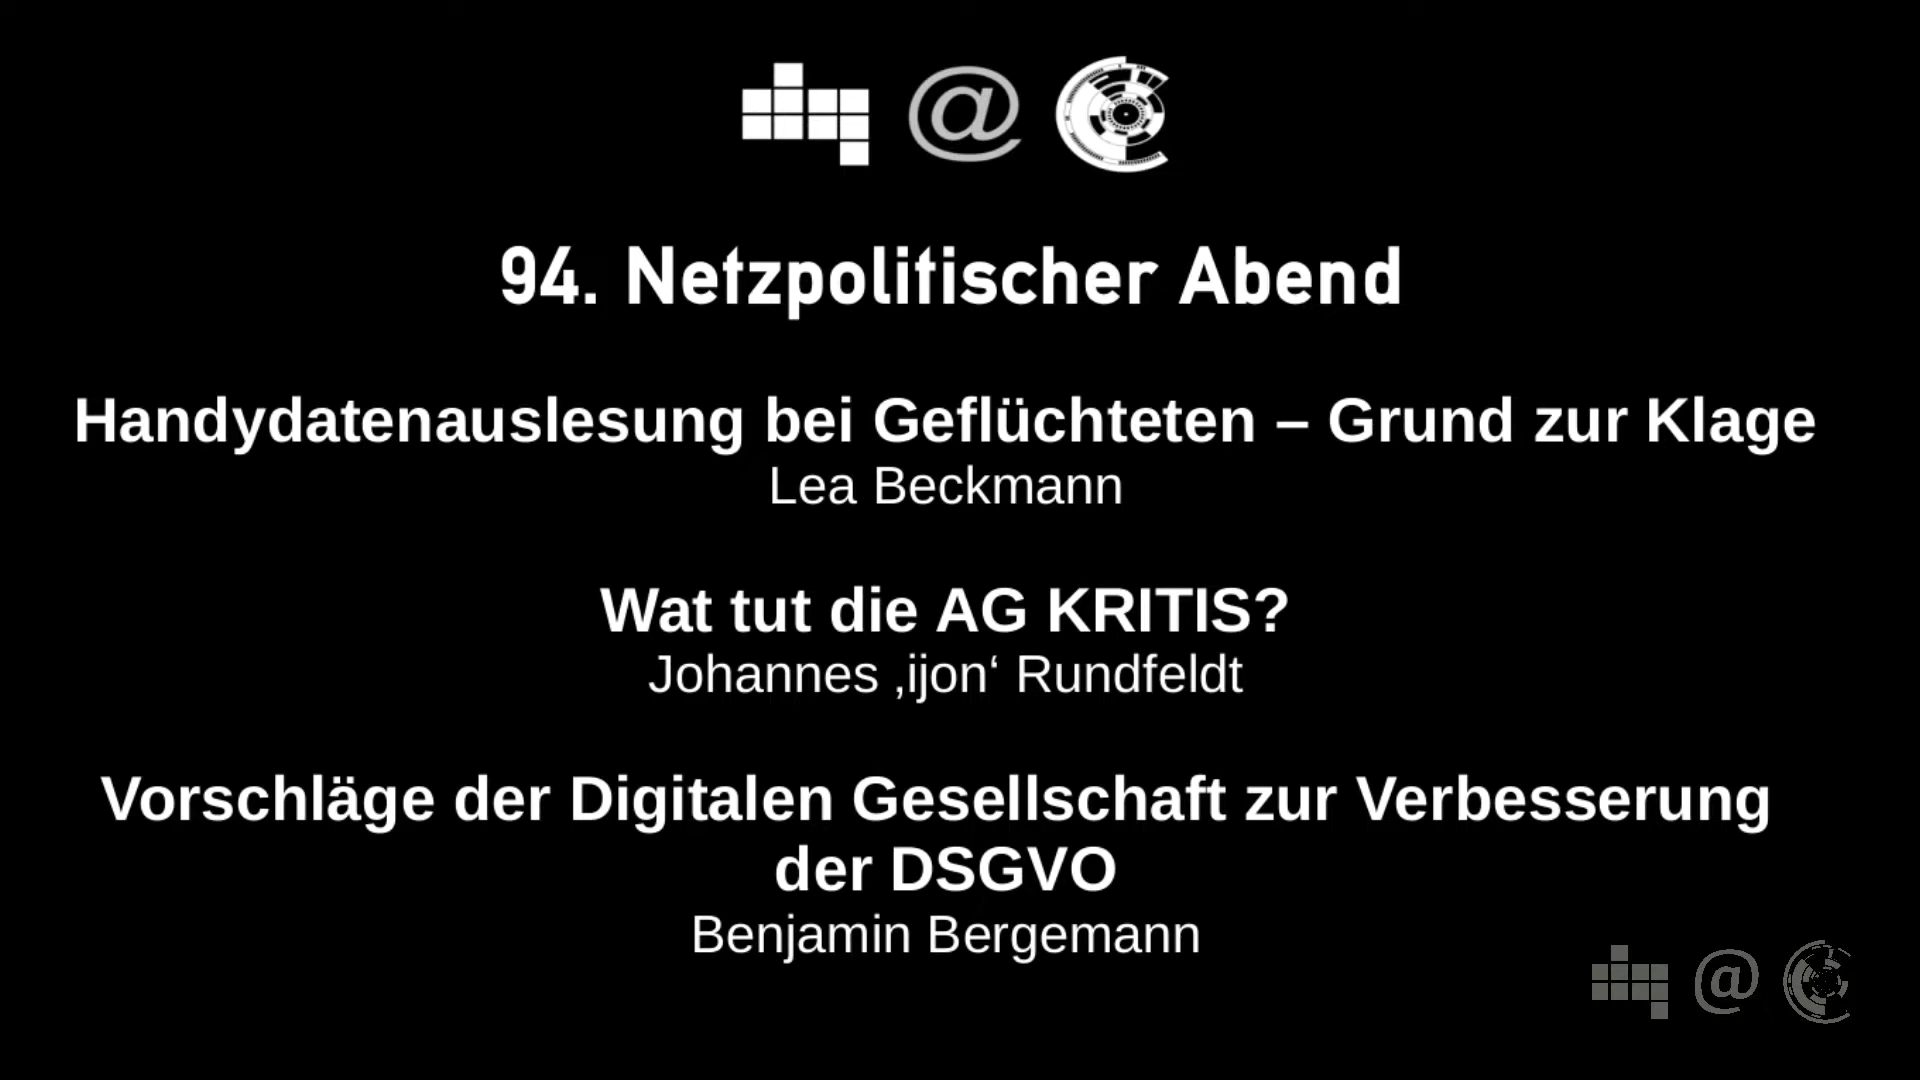 @
94. Netzpolitischer Abend
Handydatenauslesung bei Geflüchteten – Grund zur Klage
Lea Beckmann
Wat tut die AG KRITIS?
Johannes ‚ijon‘ Rundfeldt
Vorschläge der Digitalen Gesellschaft zur Verbesserung
der DSGVO
Benjamin Bergemann
@